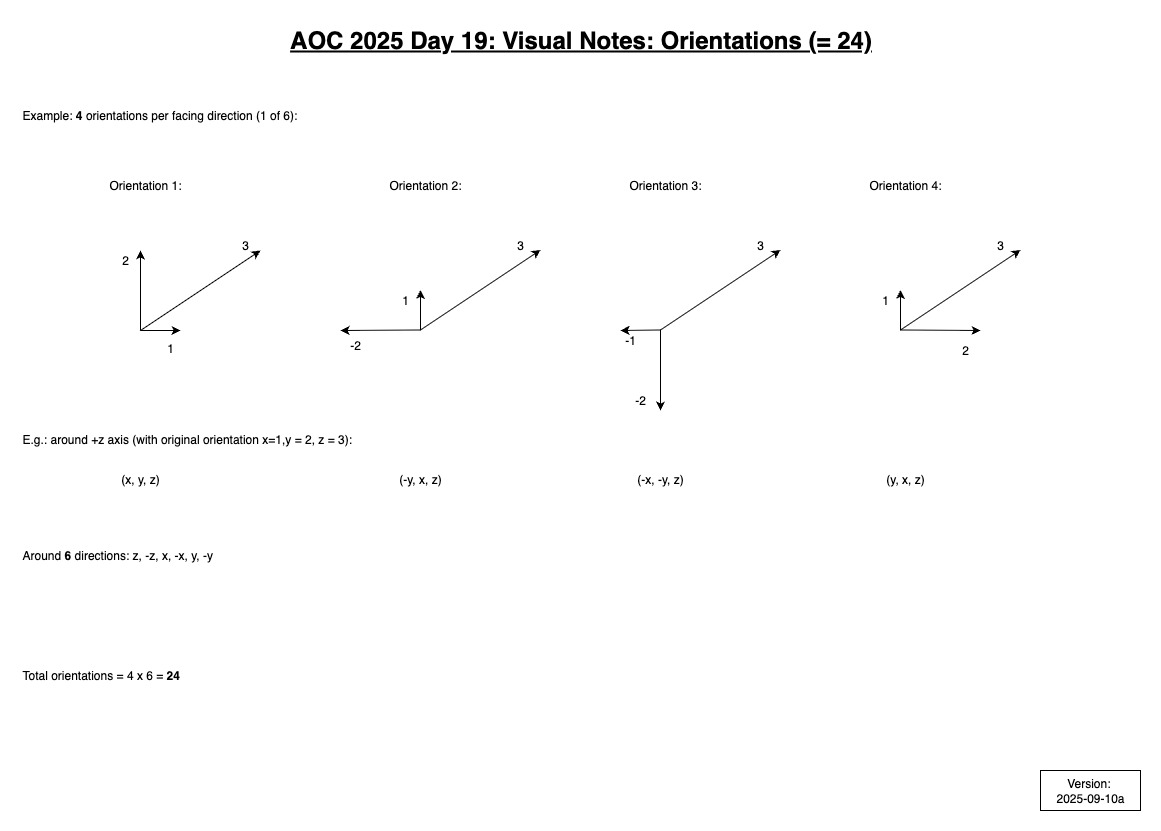 AOC 2025 Day 19: Visual Notes: Orientations (= 24)
Example: 4 orientations per facing direction (1 of 6):
Orientation 1:
Orientation 2:
Orientation 3:
Orientation 4:
2
3
1
1
3
-2
-1
3
-2
1
3
2
E.g.: around +z axis (with original orientation x=1,y = 2, z = 3):
(x, y, z)
(-y, x, z)
(-x, -y, z)
(y, x, z)
Around 6 directions: z, -z, x, -x, y, -y
Total orientations = 4 x 6 = 24
Version:
2025-09-10a